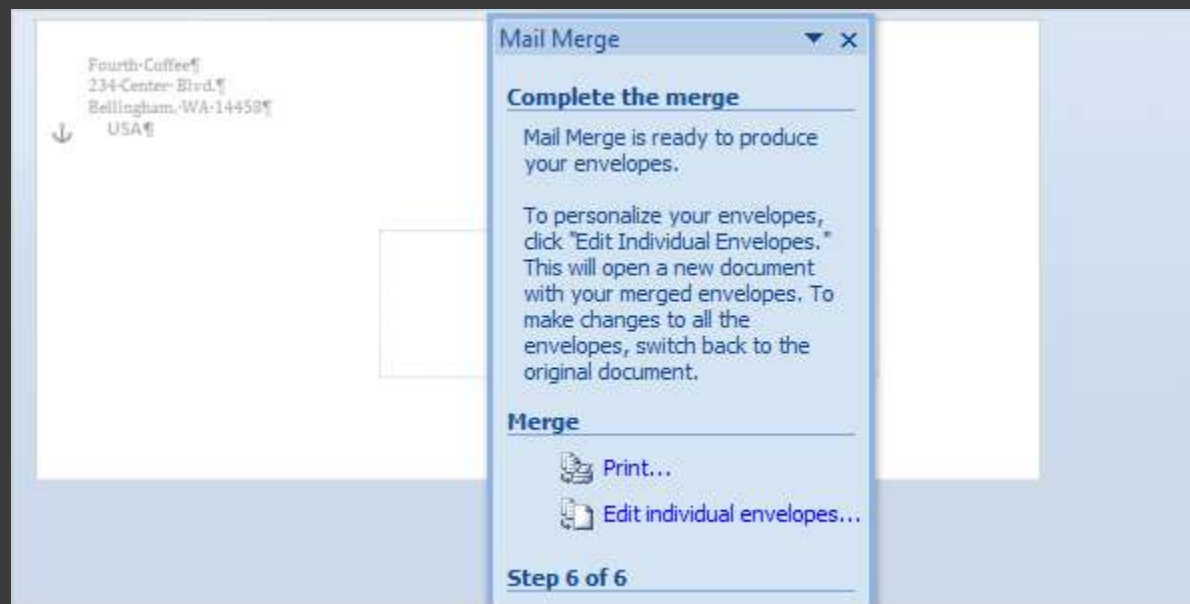 Fourth·Coffee¶
234·Center·Blvd.¶
Bellingham,·WA·14458¶
USA¶
Mail Merge
Complete the merge
Mail Merge is ready to produce
your envelopes.
To personalize your envelopes,
click "Edit Individual Envelopes."
This will open a new document
with your merged envelopes. To
make changes to all the
envelopes, switch back to the
original document.
Merge
Print...
Edit individual envelopes...
Step 6 of 6